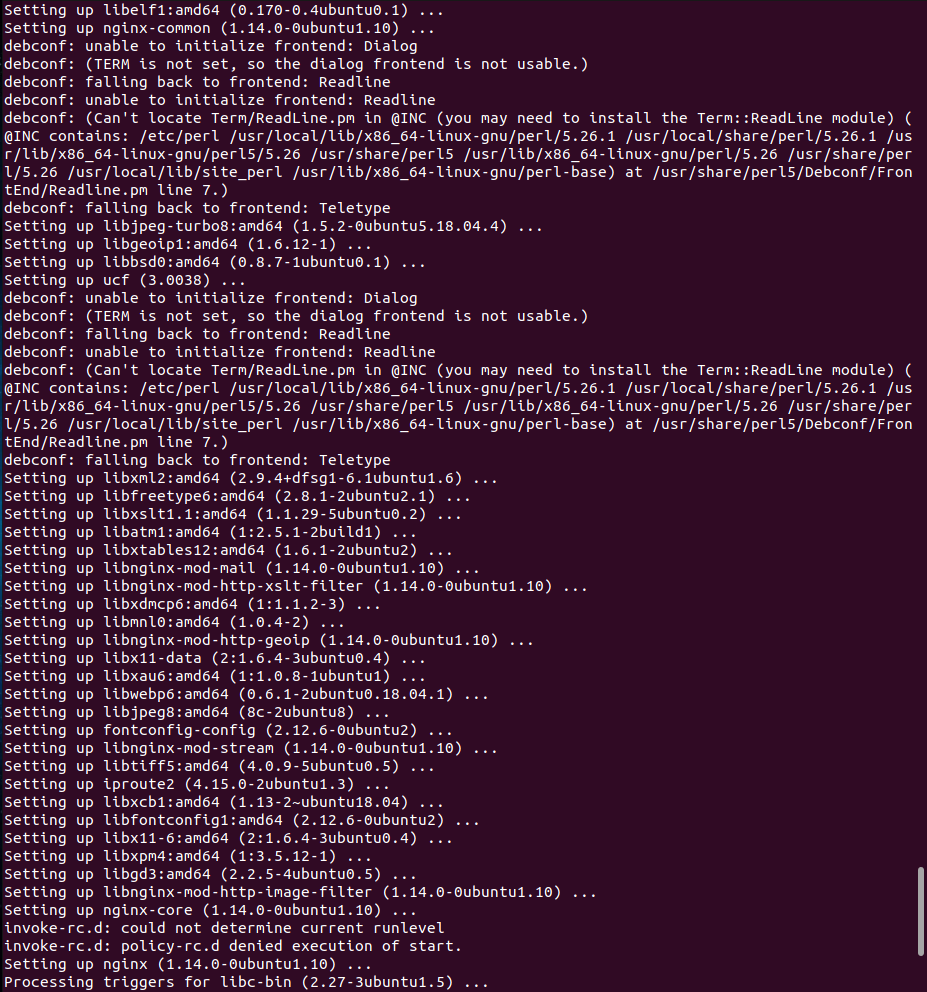 Setting up libelf1:amd64 (0.170-0.4ubuntu0.1) ...
Setting up nginx-common (1.14.0-0ubuntu1.10) ...
debconf: unable to initialize frontend: Dialog
debconf: (TERM is not set, so the dialog frontend is not usable.)
debconf: falling back to frontend: Readline
debconf: unable to initialize frontend: Readline
debconf: (Can't locate Term/ReadLine.pm in @INC (you may need to install the Term::ReadLine module) (
@INC contains: /etc/perl /usr/local/lib/x86_64-linux-gnu/perl/5.26.1 /usr/local/share/perl/5.26.1 /us
r/lib/x86_64-linux-gnu/perl5/5.26 /usr/share/perl5 /usr/lib/x86_64-linux-gnu/perl/5.26 /usr/share/per
l/5.26 /usr/local/lib/site_perl /usr/lib/x86_64-linux-gnu/perl-base) at /usr/share/perl5/Debconf/Fron
tEnd/Readline.pm line 7.)
debconf: falling back to frontend: Teletype
Setting up libjpeg-turbo8:amd64 (1.5.2-0ubuntu5.18.04.4) ...
Setting up libgeoip1:amd64 (1.6.12-1) ...
Setting up libbsd0:amd64 (0.8.7-1ubuntu0.1) ...
Setting up ucf (3.0038) ...
debconf: unable to initialize frontend: Dialog
debconf: (TERM is not set, so the dialog frontend is not usable.)
debconf: falling back to frontend: Readline
debconf: unable to initialize frontend: Readline
debconf: (Can't locate Term/ReadLine.pm in @INC (you may need to install the Term::ReadLine module) (
@INC contains: /etc/perl /usr/local/lib/x86_64-linux-gnu/perl/5.26.1 /usr/local/share/perl/5.26.1 /us
r/lib/x86_64-linux-gnu/perl5/5.26 /usr/share/perl5 /usr/lib/x86_64-linux-gnu/perl/5.26 /usr/share/per
l/5.26 /usr/local/lib/site_perl /usr/lib/x86_64-linux-gnu/perl-base) at /usr/share/perl5/Debconf/Fron
tEnd/Readline.pm line 7.)
debconf: falling back to frontend: Teletype
Setting up libxml2:amd64 (2.9.4+dfsg1-6.1ubuntu1.6) ...
Setting up libfreetype6:amd64 (2.8.1-2ubuntu2.1) ...
Setting up libxslt1.1:amd64 (1.1.29-5ubuntu0.2) ...
Setting up libatm1:amd64 (1:2.5.1-2build1) ...
Setting up libxtables12:amd64 (1.6.1-2ubuntu2) ...
Setting up libnginx-mod-mail (1.14.0-0ubuntu1.10) ...
Setting up libnginx-mod-http-xslt-filter (1.14.0-0ubuntu1.10) ...
Setting up libxdmcp6:amd64 (1:1.1.2-3) ...
Setting up libmnl0:amd64 (1.0.4-2) ...
Setting up libnginx-mod-http-geoip (1.14.0-0ubuntu1.10) ...
Setting up libx11-data (2:1.6.4-3ubuntu0.4) ...
Setting up libxau6:amd64 (1:1.0.8-1ubuntu1) ...
Setting up libwebp6:amd64 (0.6.1-2ubuntu0.18.04.1) ...
Setting up libjpeg8:amd64 (8c-2ubuntu8) ...
Setting up fontconfig-config (2.12.6-0ubuntu2) ...
Setting up libnginx-mod-stream (1.14.0-0ubuntu1.10) ...
Setting up libtiff5:amd64 (4.0.9-5ubuntu0.5) ...
Setting up iproute2 (4.15.0-2ubuntu1.3) ...
Setting up libxcb1:amd64 (1.13-2~ubuntu18.04) ...
Setting up libfontconfig1:amd64 (2.12.6-0ubuntu2) ...
Setting up libx11-6:amd64 (2:1.6.4-3ubuntu0.4) ...
Setting up libxpm4:amd64 (1:3.5.12-1) ...
Setting up libgd3:amd64 (2.2.5-4ubuntu0.5) ...
Setting up libnginx-mod-http-image-filter (1.14.0-0ubuntu1.10) ...
Setting up nginx-core (1.14.0-0ubuntu1.10) ...
invoke-rc.d: could not determine current runlevel
invoke-rc.d: policy-rc.d denied execution of start.
Setting up nginx (1.14.0-0ubuntu1.10) ...
Processing triggers for libc-bin (2.27-3ubuntu1.5) ...